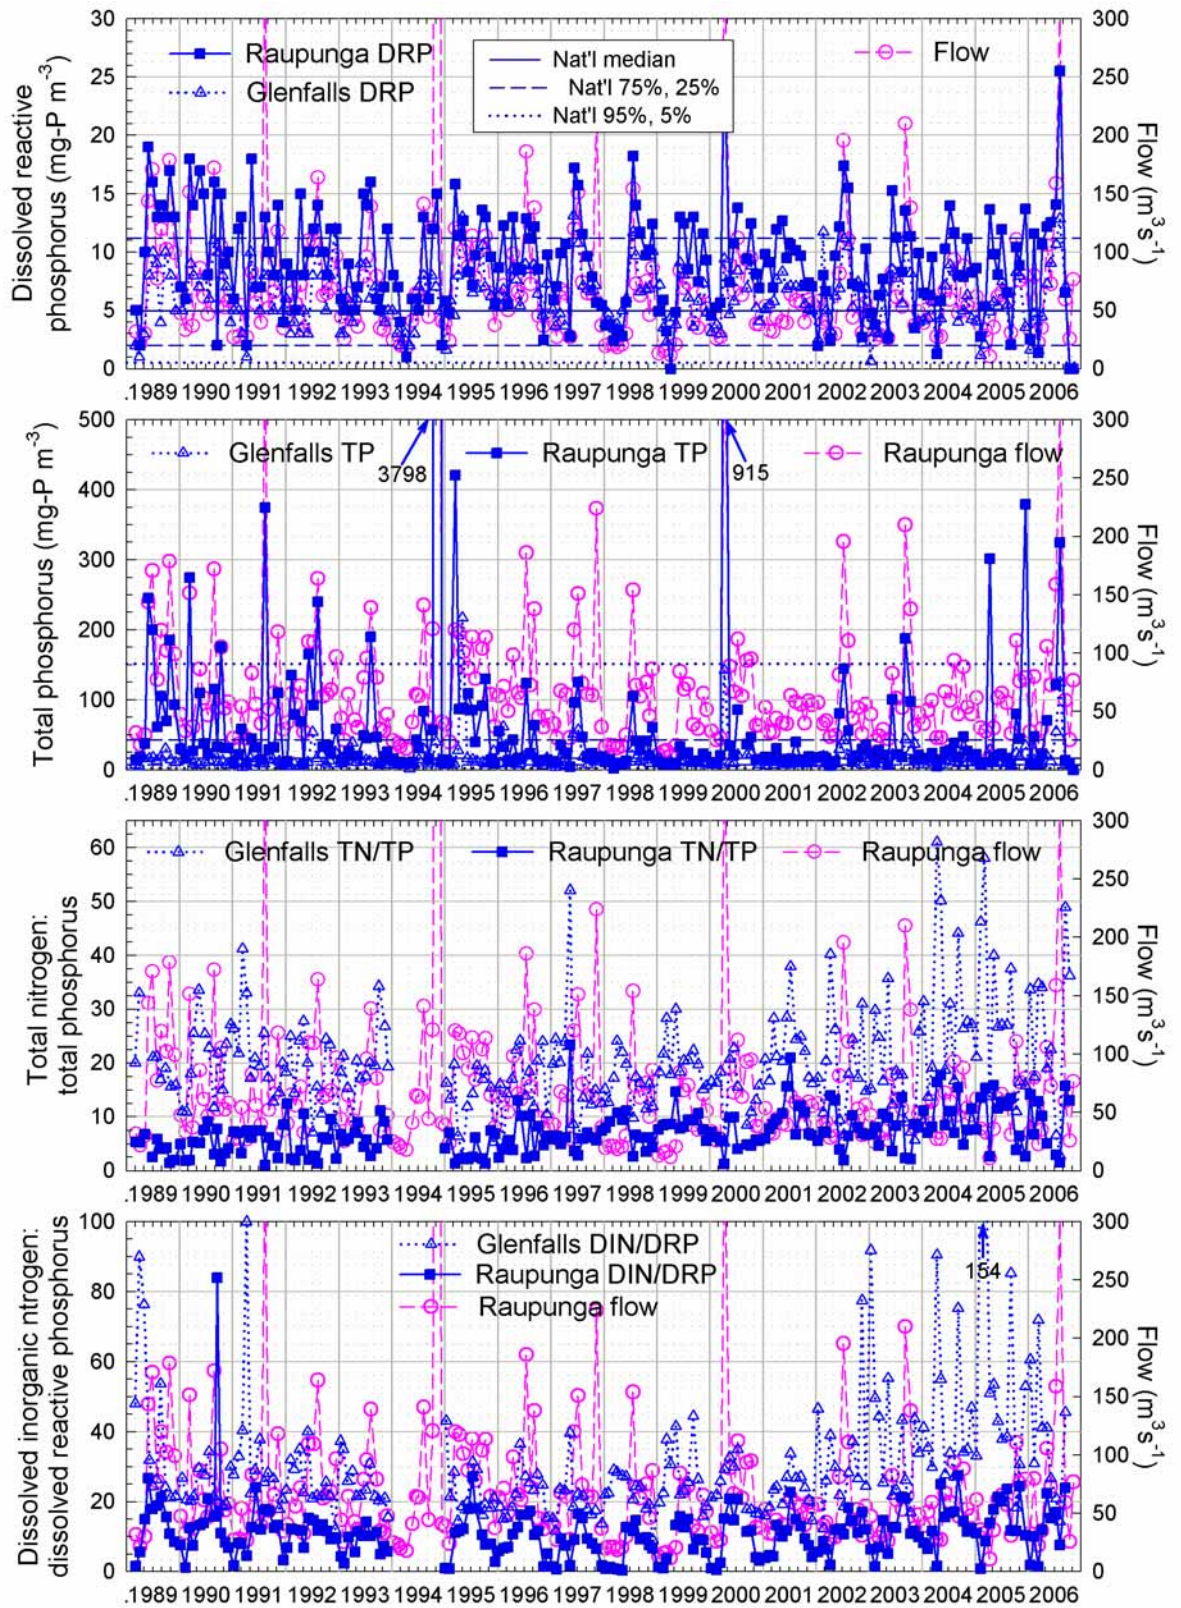 30
25
20
15
10
5
0
Dissolved reactive
phosphorus (mg-P m⁻³)
Raupunga DRP
Glenfalls DRP
Nat'l median
Nat'l 75%, 25%
Nat'l 95%, 5%
Flow
300
250
200
150
100
50
0
Flow (m³ s⁻¹)
.1989 1990 1991 1992 1993 1994 1995 1996 1997 1998 1999 2000 2001 2002 2003 2004 2005 2006
500
400
300
200
100
0
Total phosphorus (mg-P m⁻³)
Glenfalls TP
Raupunga TP
Raupunga flow
3798
915
300
250
200
150
100
50
0
Flow (m³s⁻¹)
.1989 1990 1991 1992 1993 1994 1995 1996 1997 1998 1999 2000 2001 2002 2003 2004 2005 2006
60
50
40
30
20
10
0
Total nitrogen:
total phosphorus
Glenfalls TN/TP
Raupunga TN/TP
Raupunga flow
300
250
200
150
100
50
0
Flow (m³ s⁻¹)
.1989 1990 1991 1992 1993 1994 1995 1996 1997 1998 1999 2000 2001 2002 2003 2004 2005 2006
100
80
60
40
20
0
Dissolved inorganic nitrogen:
dissolved reactive phosphorus
Glenfalls DIN/DRP
Raupunga DIN/DRP
Raupunga flow
154
300
250
200
150
100
50
0
Flow (m³ s⁻¹)
.1989 1990 1991 1992 1993 1994 1995 1996 1997 1998 1999 2000 2001 2002 2003 2004 2005 2006